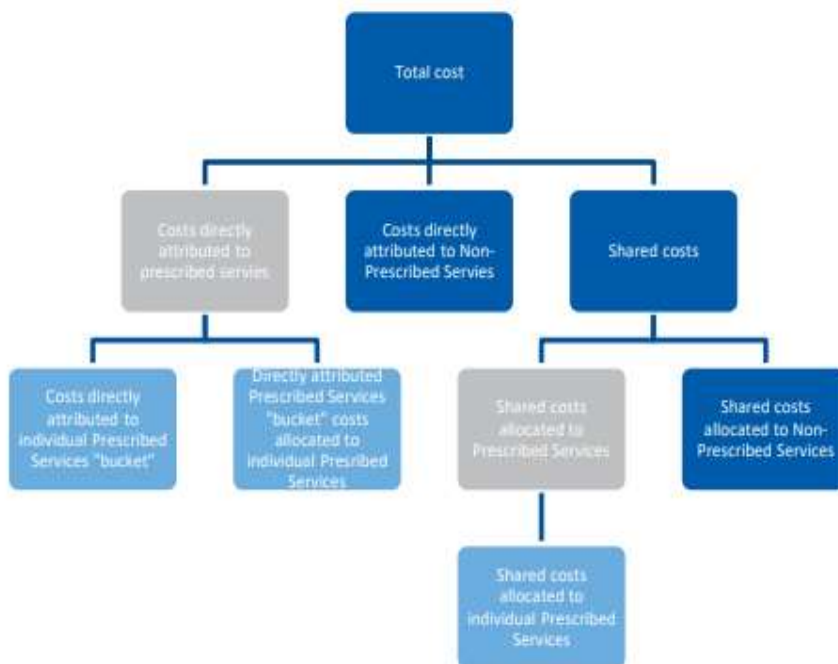 Total cost
Costs directly
attributed to
prescribed servies
Costs directly
attributed to Non-
Prescribed Servies
Shared costs
Costs directly
attributed to
individual Prescribed
Services "bucket"
Directly attributed
Prescribed Services
"bucket" costs
allocated to
individual Presribed
Services
Shared costs
allocated to
Prescribed Services
Shared costs
allocated to Non-
Prescribed Services
Shared costs
allocated to
individual Prescribed
Services